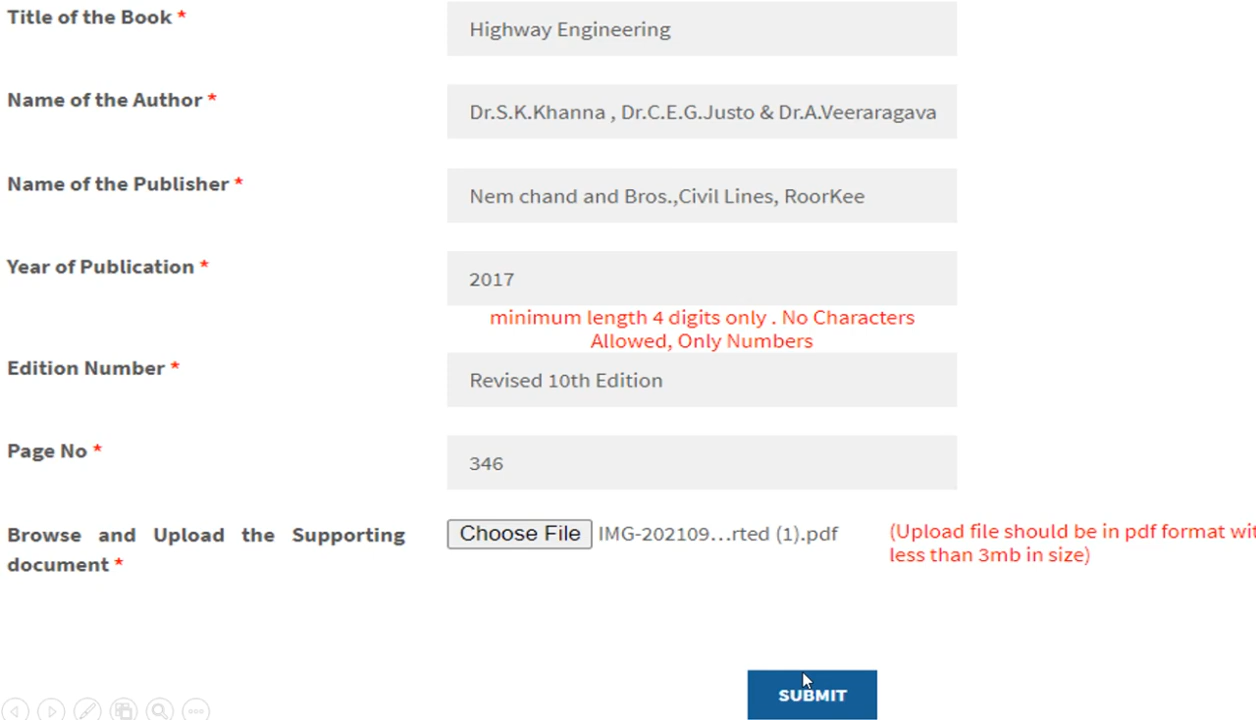 Title of the Book *
Highway Engineering
Name of the Author *
Dr.S.K.Khanna , Dr.C.E.G.Justo & Dr.A.Veeraragava
Name of the Publisher *
Nem chand and Bros.,Civil Lines, RoorKee
Year of Publication *
2017
minimum length 4 digits only . No Characters
Allowed, Only Numbers
Edition Number *
Revised 10th Edition
Page No *
346
Browse and Upload the Supporting
document *
Choose File IMG-202109...rted (1).pdf
(Upload file should be in pdf format wit
less than 3mb in size)
SUBMIT